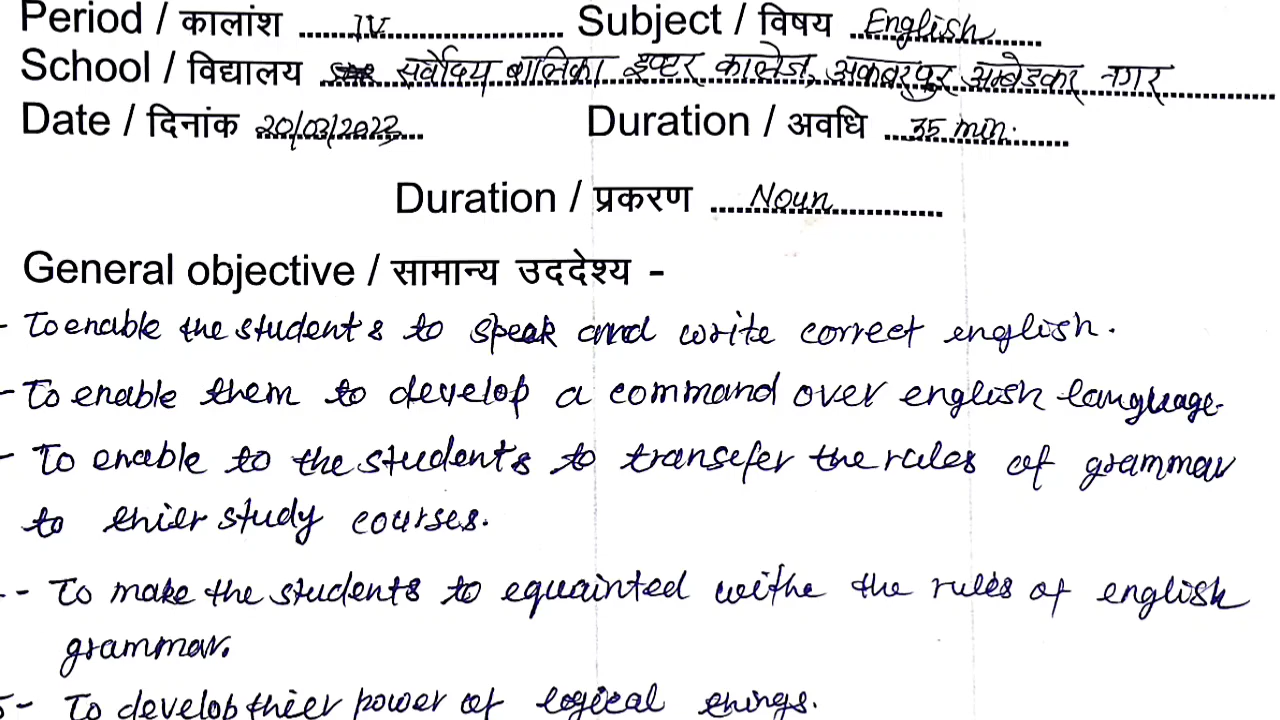 Period / कालांश ........IV........ Subject / विषय ..English..
School / विद्यालय सर्वोदय बालिका इण्टर कालेज, अकबरपुर अम्बेडकर नगर
Date / दिनांक 20/03/2023 Duration / अवधि ...35 min.
Duration / प्रकरण ....Noun....
General objective / सामान्य उददेश्य -
- To enable the students to speak and write correct english.
- To enable them to develop a command over english language.
- To enable to the students to transefer the rules of grammar
to thier study courses.
- To make the students to equainted withe the rules of english
grammar.
5- To develop thier power of logical things.